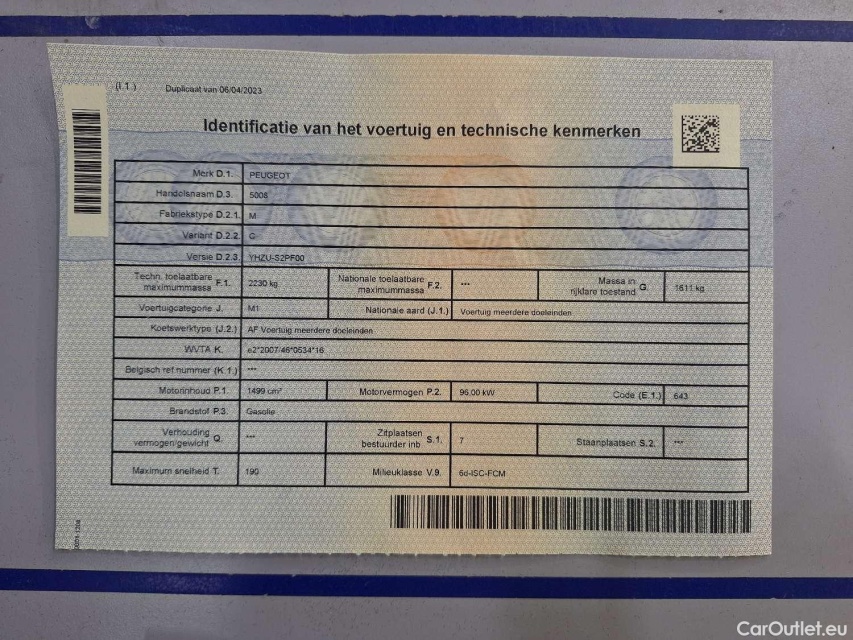 (I.1.) Duplicaat van 06/04/2023
Identificatie van het voertuig en technische kenmerken
Merk D.1. PEUGEOT
Handelsnaam D.3. 5008
Fabriekstype D.2.1. M
Variant D.2.2. C
Versie D.2.3. YHZU-S2PF00
Techn. toelaatbare maximummassa F.1. 2230 kg Nationale toelaatbare maximummassa F.2. *** Massa in rijklare toestand G 1611 kg
Voertuigcategorie J. M1 Nationale aard (J.1.) Voertuig meerdere doeleinden
Koetswerktype (J.2.) AF Voertuig meerdere doeleinden
WVTA K. e2*2007/46*0534*16
Belgisch ref nummer (K.1.) ***
Motorinhoud P.1. 1499 cm³ Motorvermogen P.2. 96,00 kW Code (E.1.) 643
Brandstof P.3. Gasolie
Verhouding vermogen/gewicht Q. *** Zitplaatsen bestuurder inb S.1. 7 Staanplaatsen S.2. ***
Maximum snelheid T. 190 Milieuklasse V.9. 6d-ISC-FCM
CarOutlet.eu